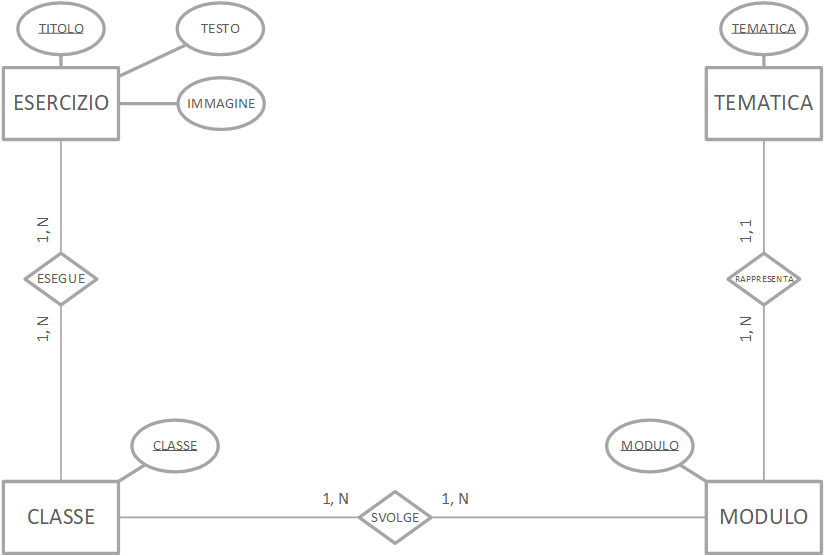 TITOLO
TESTO
TEMATICA
ESERCIZIO
IMMAGINE
TEMATICA
1, N
1, 1
ESEGUE
RAPPRESENTA
1, N
1, N
CLASSE
MODULO
CLASSE
1, N
SVOLGE
1, N
MODULO